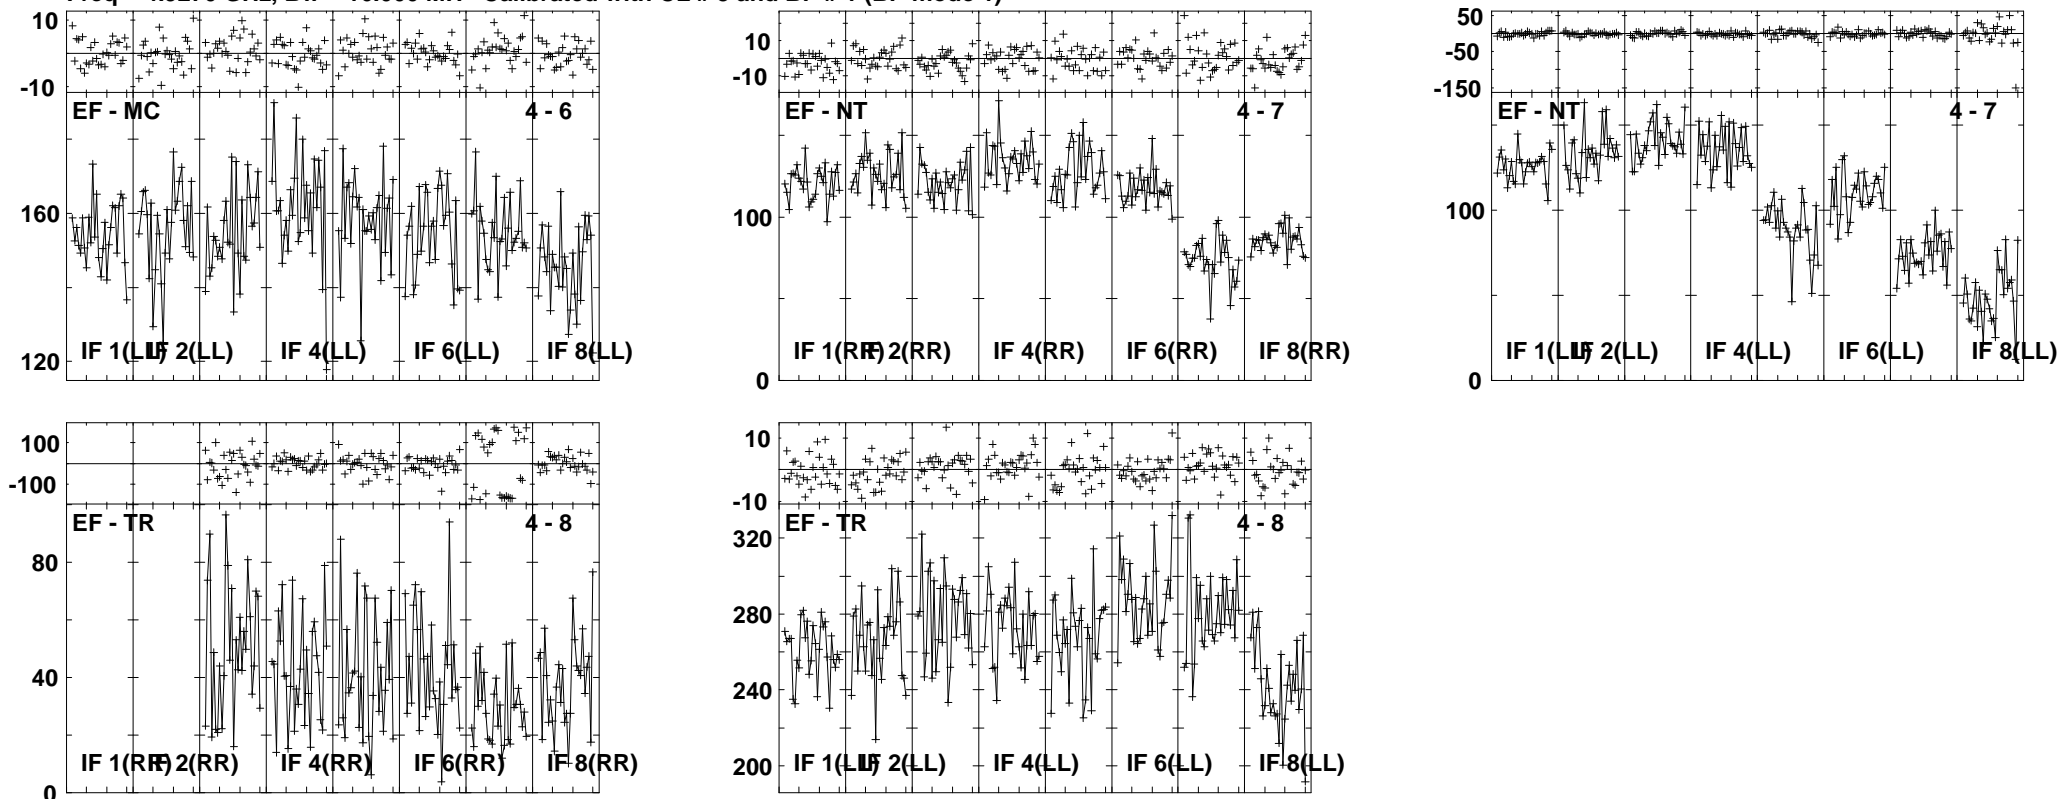 10
-10
EF - MC
4 - 6
160
120
IF 1(LL) IF 2(LL) IF 4(LL) IF 6(LL) IF 8(LL)
10
-10
EF - NT
4 - 7
100
0
IF 1(RR) IF 2(RR) IF 4(RR) IF 6(RR) IF 8(RR)
50
-50
-150
EF - NT
4 - 7
100
0
IF 1(LL) IF 2(LL) IF 4(LL) IF 6(LL) IF 8(LL)
100
-100
EF - TR
4 - 8
80
40
0
IF 1(RR) IF 2(RR) IF 4(RR) IF 6(RR) IF 8(RR)
10
-10
EF - TR
4 - 8
320
280
240
200
IF 1(LL) IF 2(LL) IF 4(LL) IF 6(LL) IF 8(LL)